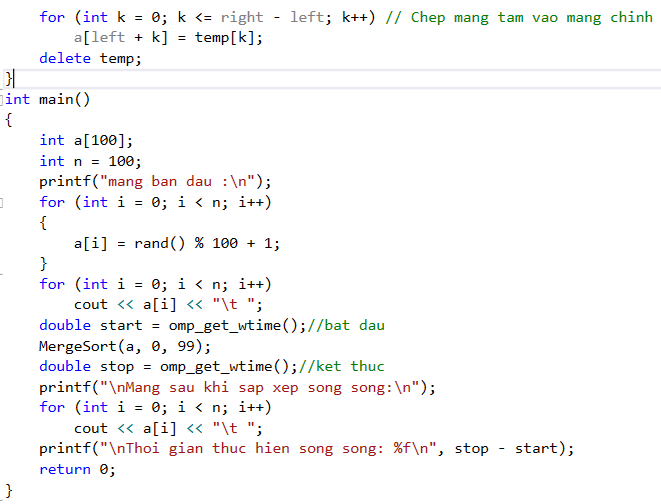 for (int k = 0; k <= right - left; k++) // Chep mang tam vao mang chinh
a[left + k] = temp[k];
delete temp;
}
int main()
{
int a[100];
int n = 100;
printf("mang ban dau :\n");
for (int i = 0; i < n; i++)
{
a[i] = rand() % 100 + 1;
}
for (int i = 0; i < n; i++)
cout << a[i] << "\t ";
double start = omp_get_wtime();//bat dau
MergeSort(a, 0, 99);
double stop = omp_get_wtime();//ket thuc
printf("\nMang sau khi sap xep song song:\n");
for (int i = 0; i < n; i++)
cout << a[i] << "\t ";
printf("\nThoi gian thuc hien song song: %f\n", stop - start);
return 0;
}